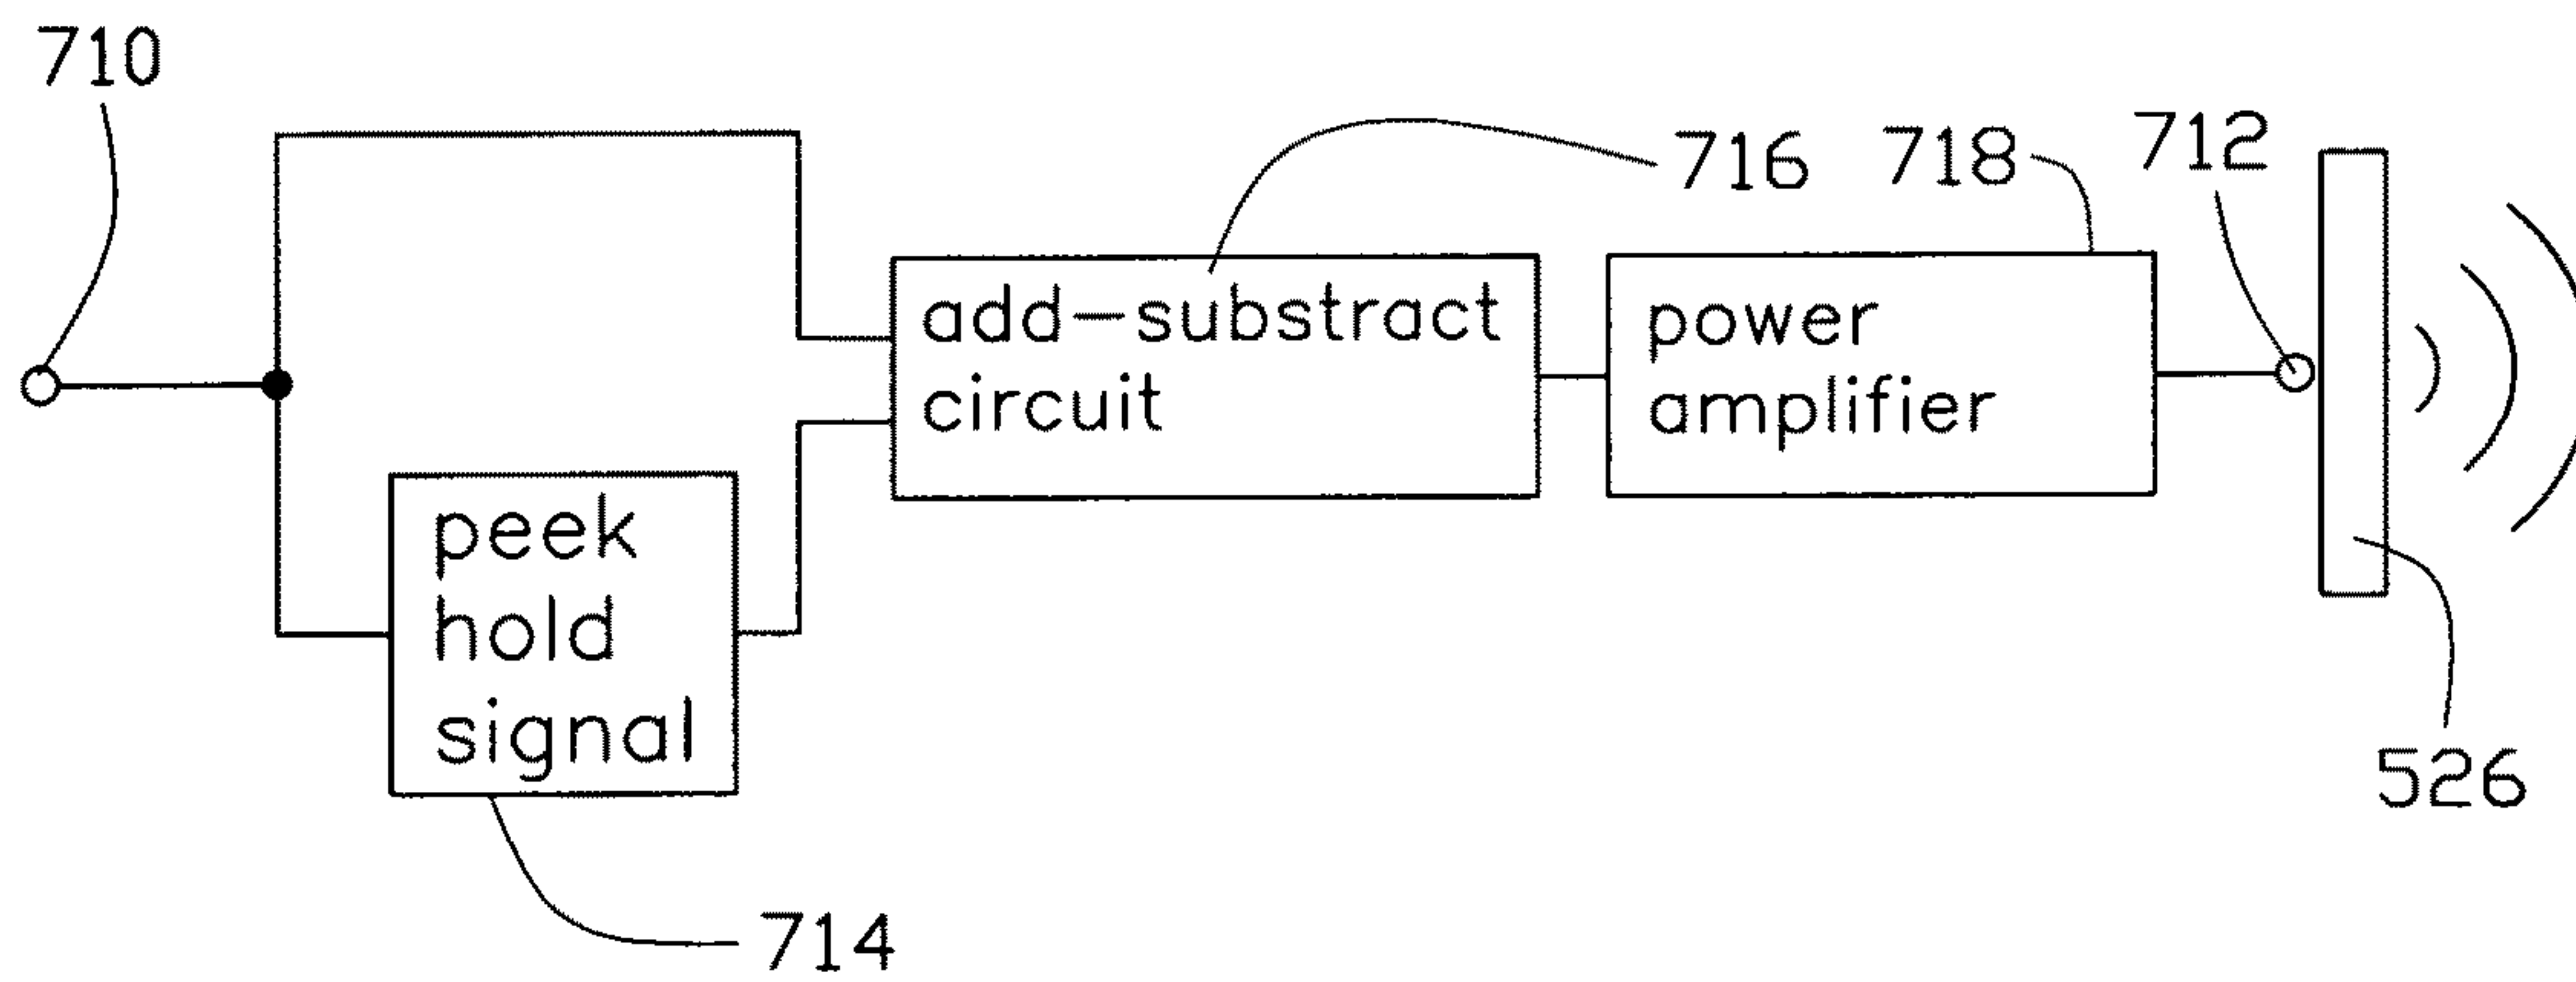 710
716
718
712
add-substract
circuit
power
amplifier
peek
hold
signal
526
714